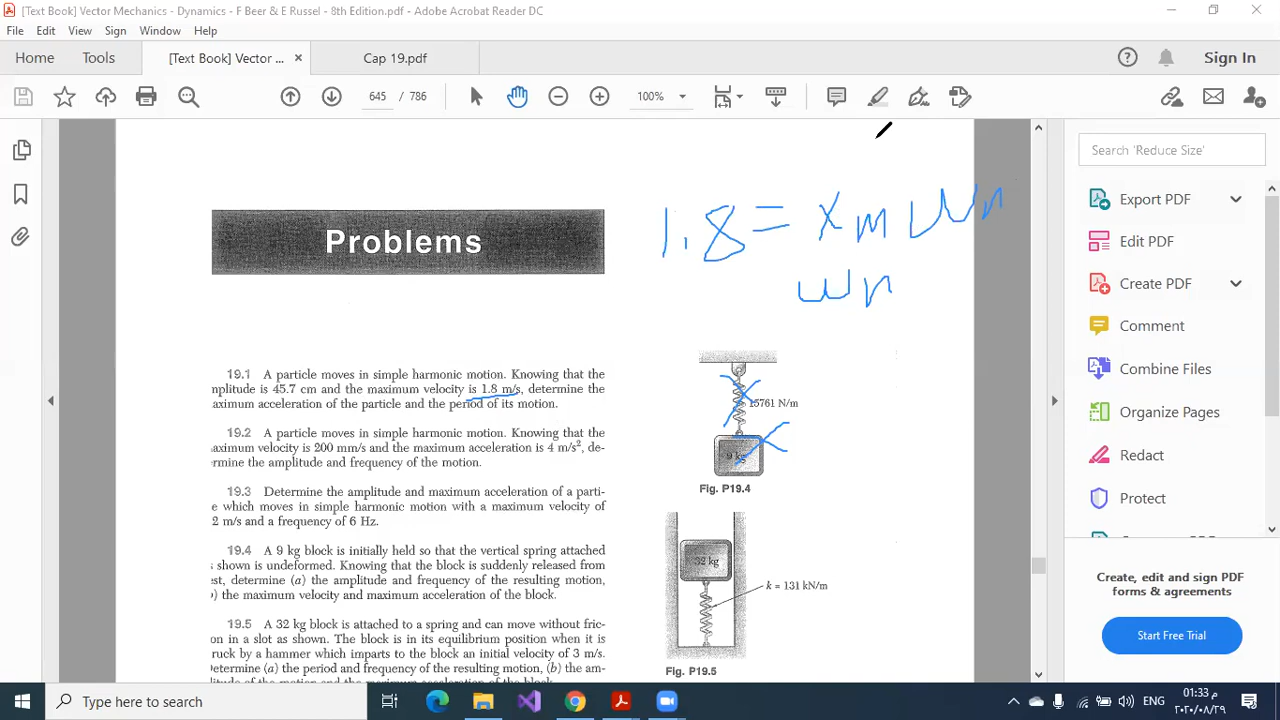 [Text Book] Vector Mechanics - Dynamics - F Beer & E Russel - 8th Edition.pdf - Adobe Acrobat Reader DC
File Edit View Sign Window Help
Home Tools [Text Book] Vector ... × Cap 19.pdf Sign In
645 / 786 100%
Search 'Reduce Size'
Export PDF
Edit PDF
Create PDF
Comment
Combine Files
Organize Pages
Redact
Protect
Create, edit and sign PDF
forms & agreements
Start Free Trial
1.8 = xm wn
wn
Problems
19.1 A particle moves in simple harmonic motion. Knowing that the
mplitude is 45.7 cm and the maximum velocity is 1.8 m/s, determine the
aximum acceleration of the particle and the period of its motion.
19.2 A particle moves in simple harmonic motion. Knowing that the
aximum velocity is 200 mm/s and the maximum acceleration is 4 m/s², de-
rmine the amplitude and frequency of the motion.
19.3 Determine the amplitude and maximum acceleration of a parti-
e which moves in simple harmonic motion with a maximum velocity of
2 m/s and a frequency of 6 Hz.
19.4 A 9 kg block is initially held so that the vertical spring attached
s shown is undeformed. Knowing that the block is suddenly released from
est, determine (a) the amplitude and frequency of the resulting motion,
) the maximum velocity and maximum acceleration of the block.
19.5 A 32 kg block is attached to a spring and can move without fric-
on in a slot as shown. The block is in its equilibrium position when it is
ruck by a hammer which imparts to the block an initial velocity of 3 m/s.
etermine (a) the period and frequency of the resulting motion, (b) the am-
15761 N/m
9 kg
Fig. P19.4
32 kg
k = 131 kN/m
Fig. P19.5
Type here to search
ENG
01:33 م
٢٠٢٠/٠٨/٢٩